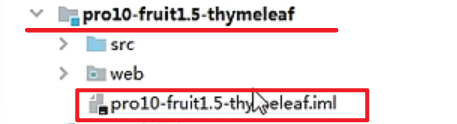 pro10-fruit1.5-thymeleaf
src
web
pro10-fruit1.5-thymeleaf.iml